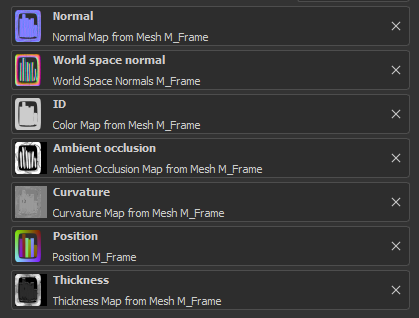 Normal
Normal Map from Mesh M_Frame
World space normal
World Space Normals M_Frame
ID
Color Map from Mesh M_Frame
Ambient occlusion
Ambient Occlusion Map from Mesh M_Frame
Curvature
Curvature Map from Mesh M_Frame
Position
Position M_Frame
Thickness
Thickness Map from Mesh M_Frame